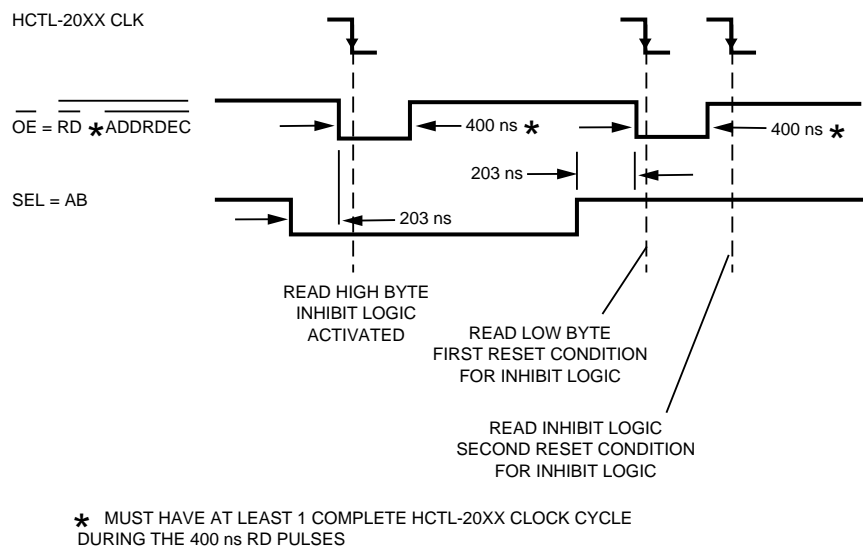 HCTL-20XX CLK
OE = RD * ADDRDEC
400 ns *
400 ns *
203 ns
SEL = AB
203 ns
READ HIGH BYTE
INHIBIT LOGIC
ACTIVATED
READ LOW BYTE
FIRST RESET CONDITION
FOR INHIBIT LOGIC
READ INHIBIT LOGIC
SECOND RESET CONDITION
FOR INHIBIT LOGIC
* MUST HAVE AT LEAST 1 COMPLETE HCTL-20XX CLOCK CYCLE
DURING THE 400 ns RD PULSES